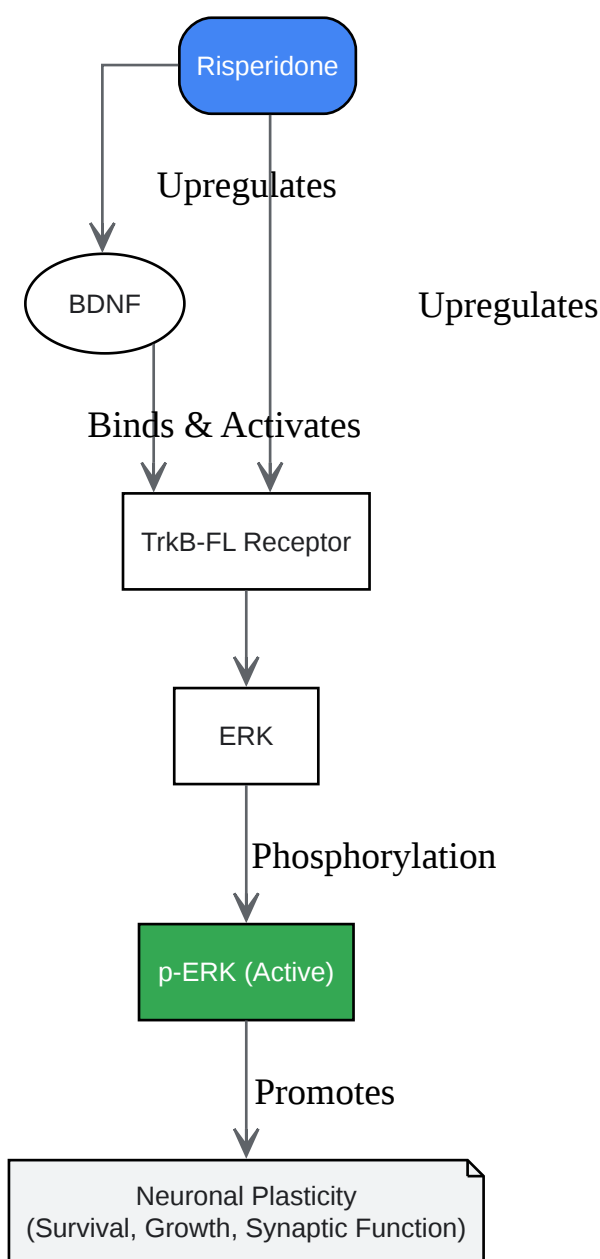 Risperidone
Upregulates
BDNF
Upregulates
Binds & Activates
TrkB-FL Receptor
ERK
Phosphorylation
p-ERK (Active)
Promotes
Neuronal Plasticity
(Survival, Growth, Synaptic Function)